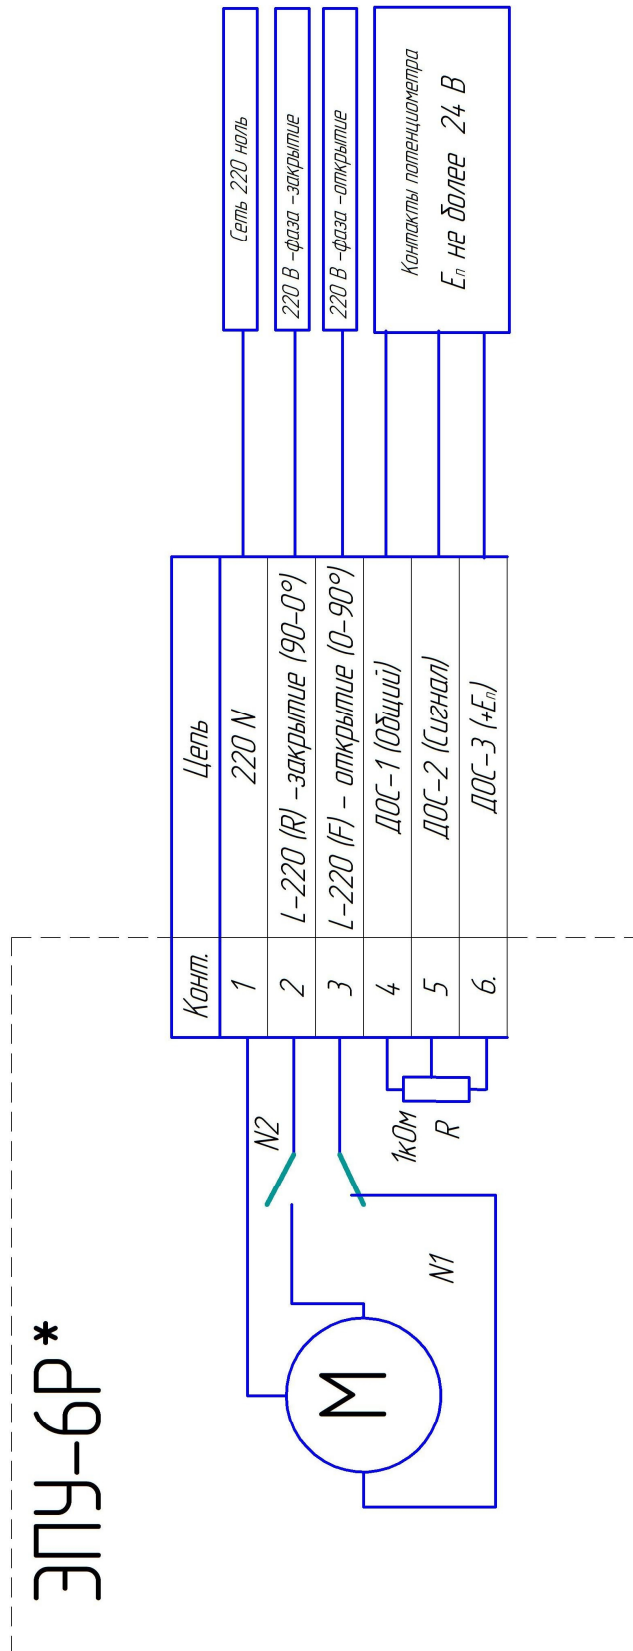 ЭПУ-6Р*
Конт. Цепь
1 220 N
2 L-220 (R) -закрытие (90-0°)
3 L-220 (F) - открытие (0-90°)
4 ДОС-1 (Общий)
5 ДОС-2 (Сигнал)
6. ДОС-3 (+Eп)
Сеть 220 ноль
220 В -фаза -закрытие
220 В -фаза -открытие
Контакты потенциометра
Eп не более 24 В
M
N2
N1
1кОм
R